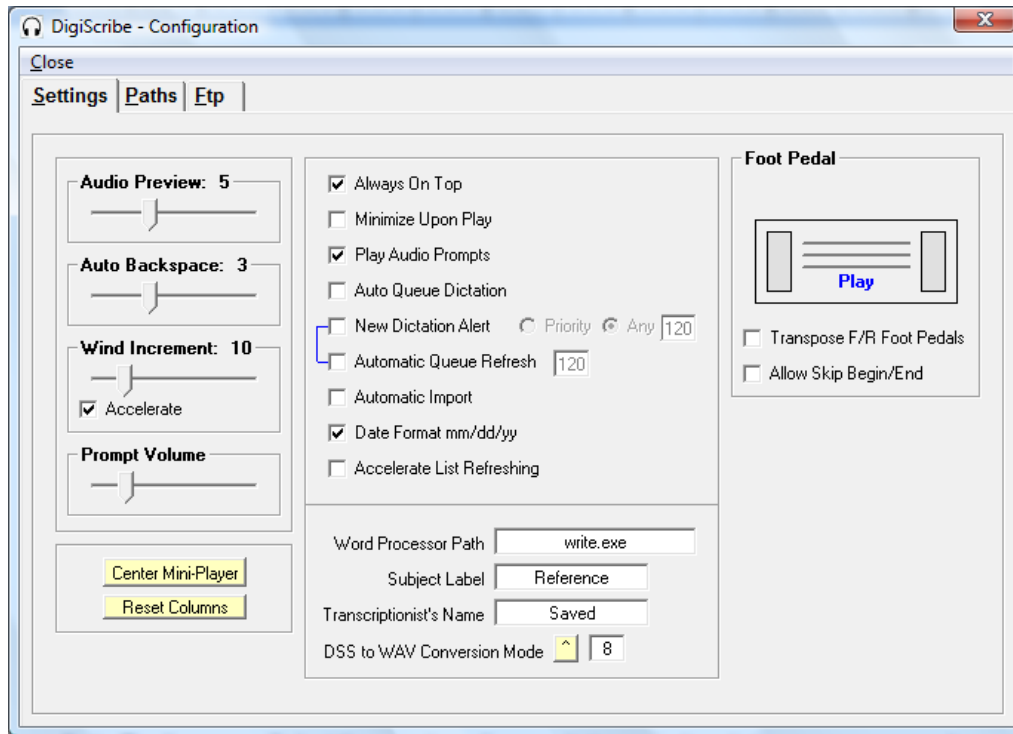 DigiScribe - Configuration
X
Close
Settings Paths Ftp
Audio Preview: 5
Auto Backspace: 3
Wind Increment: 10
Accelerate
Prompt Volume
Center Mini-Player
Reset Columns
Always On Top
Minimize Upon Play
Play Audio Prompts
Auto Queue Dictation
New Dictation Alert Priority Any 120
Automatic Queue Refresh 120
Automatic Import
Date Format mm/dd/yy
Accelerate List Refreshing
Word Processor Path write.exe
Subject Label Reference
Transcriptionist's Name Saved
DSS to WAV Conversion Mode ^ 8
Foot Pedal
Play
Transpose F/R Foot Pedals
Allow Skip Begin/End